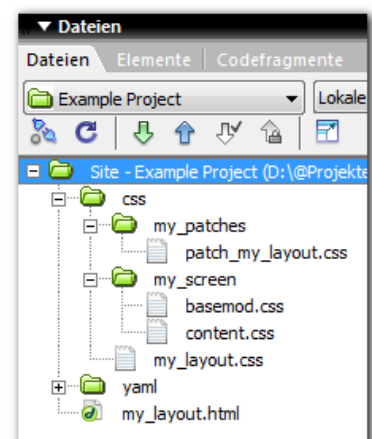 ▼ Dateien
Dateien Elemente Codefragmente
Example Project Lokale
Site - Example Project (D:\@Projekte
css
my_patches
patch_my_layout.css
my_screen
basemod.css
content.css
my_layout.css
yaml
my_layout.html